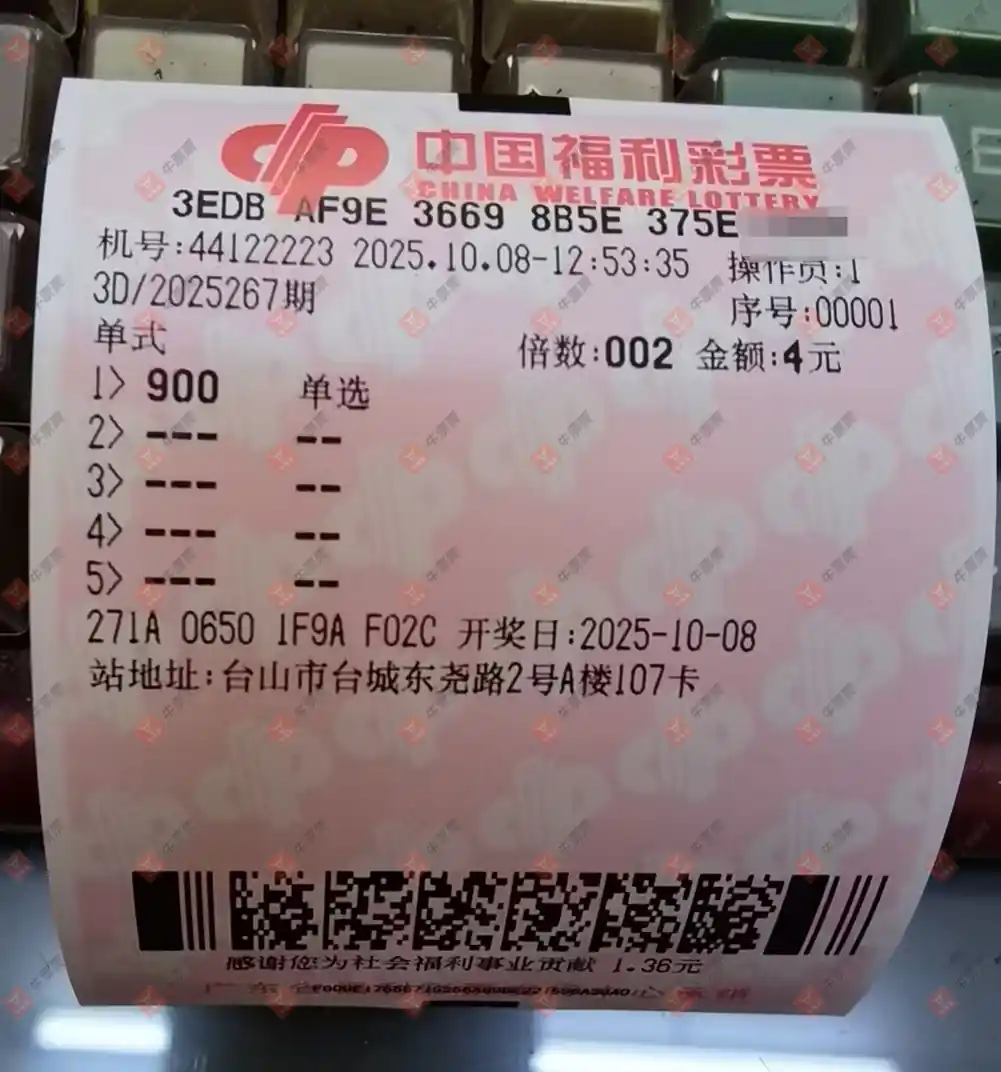 中国福利彩票
CHINA WELFARE LOTTERY
3EDB AF9E 3669 8B5E 375E
机号:44122223 2025.10.08-12:53:35 操作员:1
3D/2025267期 序号:00001
单式 倍数:002 金额:4元
1> 900 单选
2> --- --
3> --- --
4> --- --
5> --- --
271A 0650 1F9A F02C 开奖日:2025-10-08
站地址:台山市台城东尧路2号A楼107卡
感谢您为社会福利事业贡献 1.36元